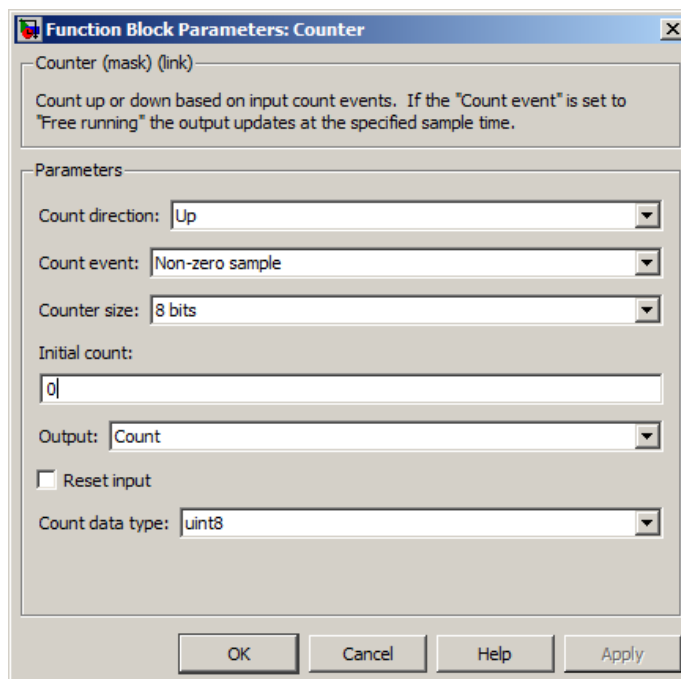 Function Block Parameters: Counter
Counter (mask) (link)
Count up or down based on input count events. If the "Count event" is set to
"Free running" the output updates at the specified sample time.
Parameters
Count direction: Up
Count event: Non-zero sample
Counter size: 8 bits
Initial count:
0
Output: Count
Reset input
Count data type: uint8
OK Cancel Help Apply